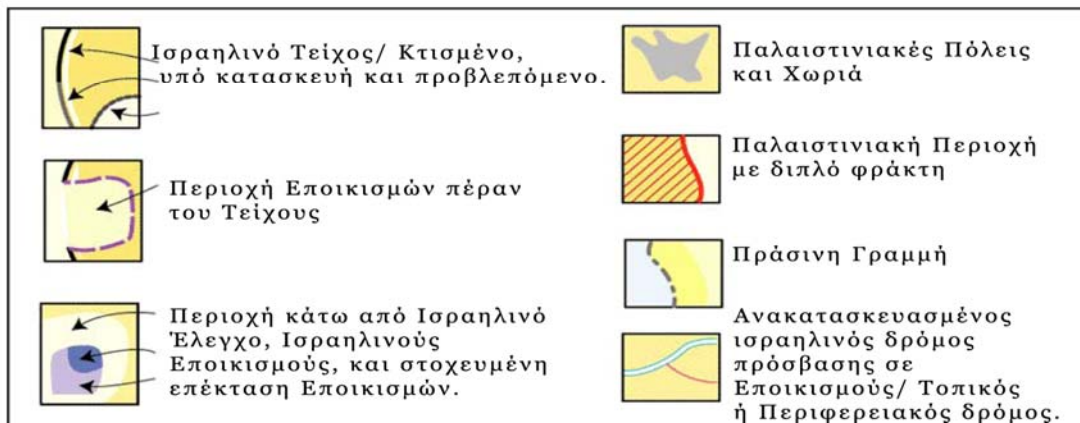 Ισραηλινό Τείχος/ Κτισμένο,
υπό κατασκευή και προβλεπόμενο.
Περιοχή Εποικισμών πέραν
του Τείχους
Περιοχή κάτω από Ισραηλινό
Έλεγχο, Ισραηλινούς
Εποικισμούς, και στοχευμένη
επέκταση Εποικισμών.
Παλαιστινιακές Πόλεις
και Χωριά
Παλαιστινιακή Περιοχή
με διπλό φράκτη
Πράσινη Γραμμή
Ανακατασκευασμένος
ισραηλινός δρόμος
πρόσβασης σε
Εποικισμούς/ Τοπικός
ή Περιφερειακός δρόμος.